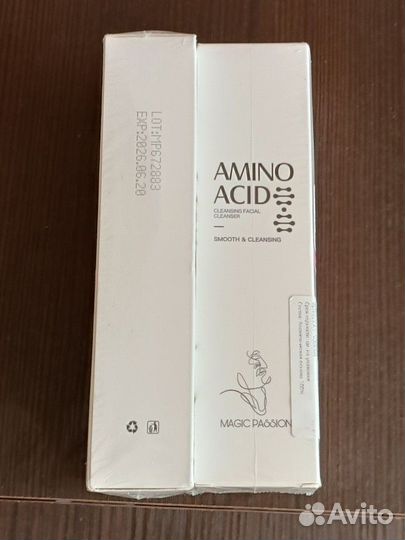 LOT:MP672883
EXP:2026.06.20
AMINO
ACID
CLEANSING FACIAL
CLEANSER
SMOOTH & CLEANSING
MAGIC PASSION
Avito